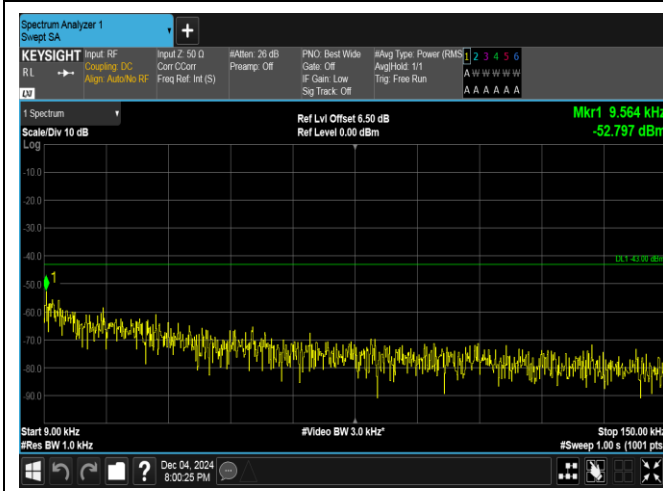 Spectrum Analyzer 1
Swept SA
+
KEYSIGHT Input: RF Input Z: 50 Ω #Atten: 26 dB PNO: Best Wide #Avg Type: Power (RMS 1 2 3 4 5 6
RL Coupling: DC Corr CCorr Preamp: Off Gate: Off Avg|Hold: 1/1 A W W W W W
Align: Auto/No RF Freq Ref: Int (S) IF Gain: Low Trig: Free Run
LXI Sig Track: Off A A A A A A
1 Spectrum Ref Lvl Offset 6.50 dB Mkr1 9.564 kHz
Scale/Div 10 dB Ref Level 0.00 dBm -52.797 dBm
Log
-10.0
-20.0
-30.0
-40.0
DL1 -43.00 dBm
1
-50.0
-60.0
-70.0
-80.0
-90.0
Start 9.00 kHz #Video BW 3.0 kHz* Stop 150.00 kHz
#Res BW 1.0 kHz #Sweep 1.00 s (1001 pts
? Dec 04, 2024
8:00:25 PM